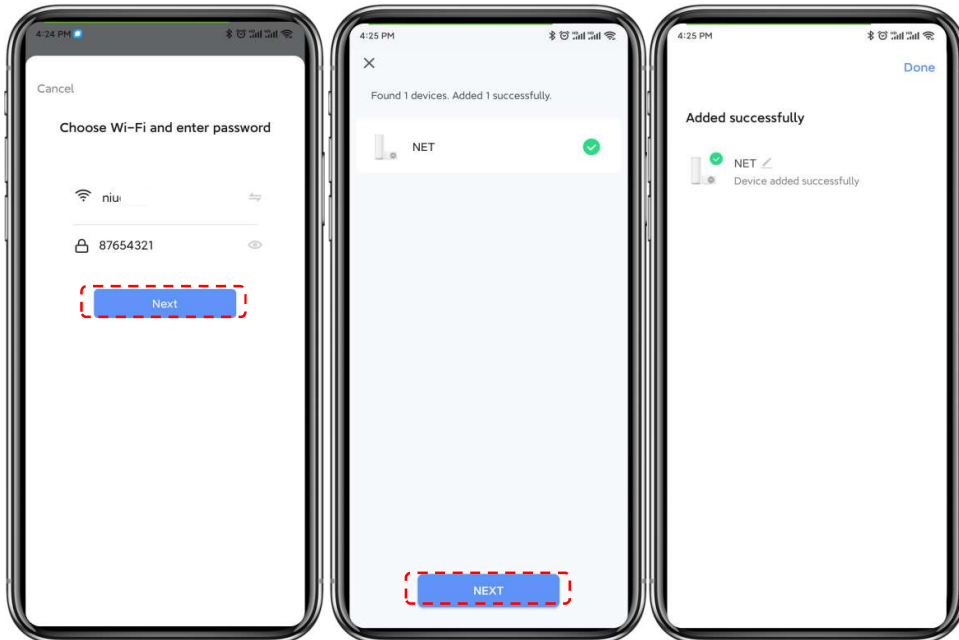 4:24 PM
Cancel
Choose Wi-Fi and enter password
niu
87654321
Next
4:25 PM
Found 1 devices. Added 1 successfully.
NET
NEXT
4:25 PM
Done
Added successfully
NET
Device added successfully